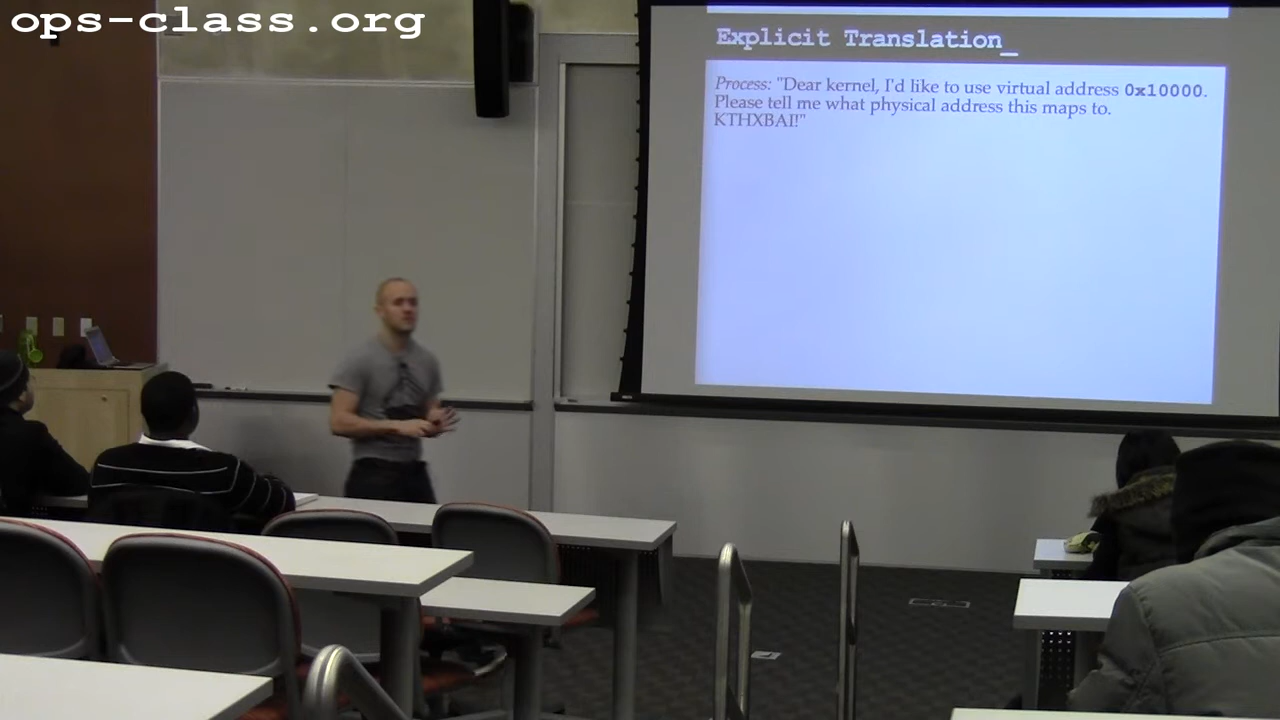 ops-class.org
Explicit Translation_
Process: "Dear kernel, I'd like to use virtual address 0x10000.
Please tell me what physical address this maps to.
KTHXBAI!"